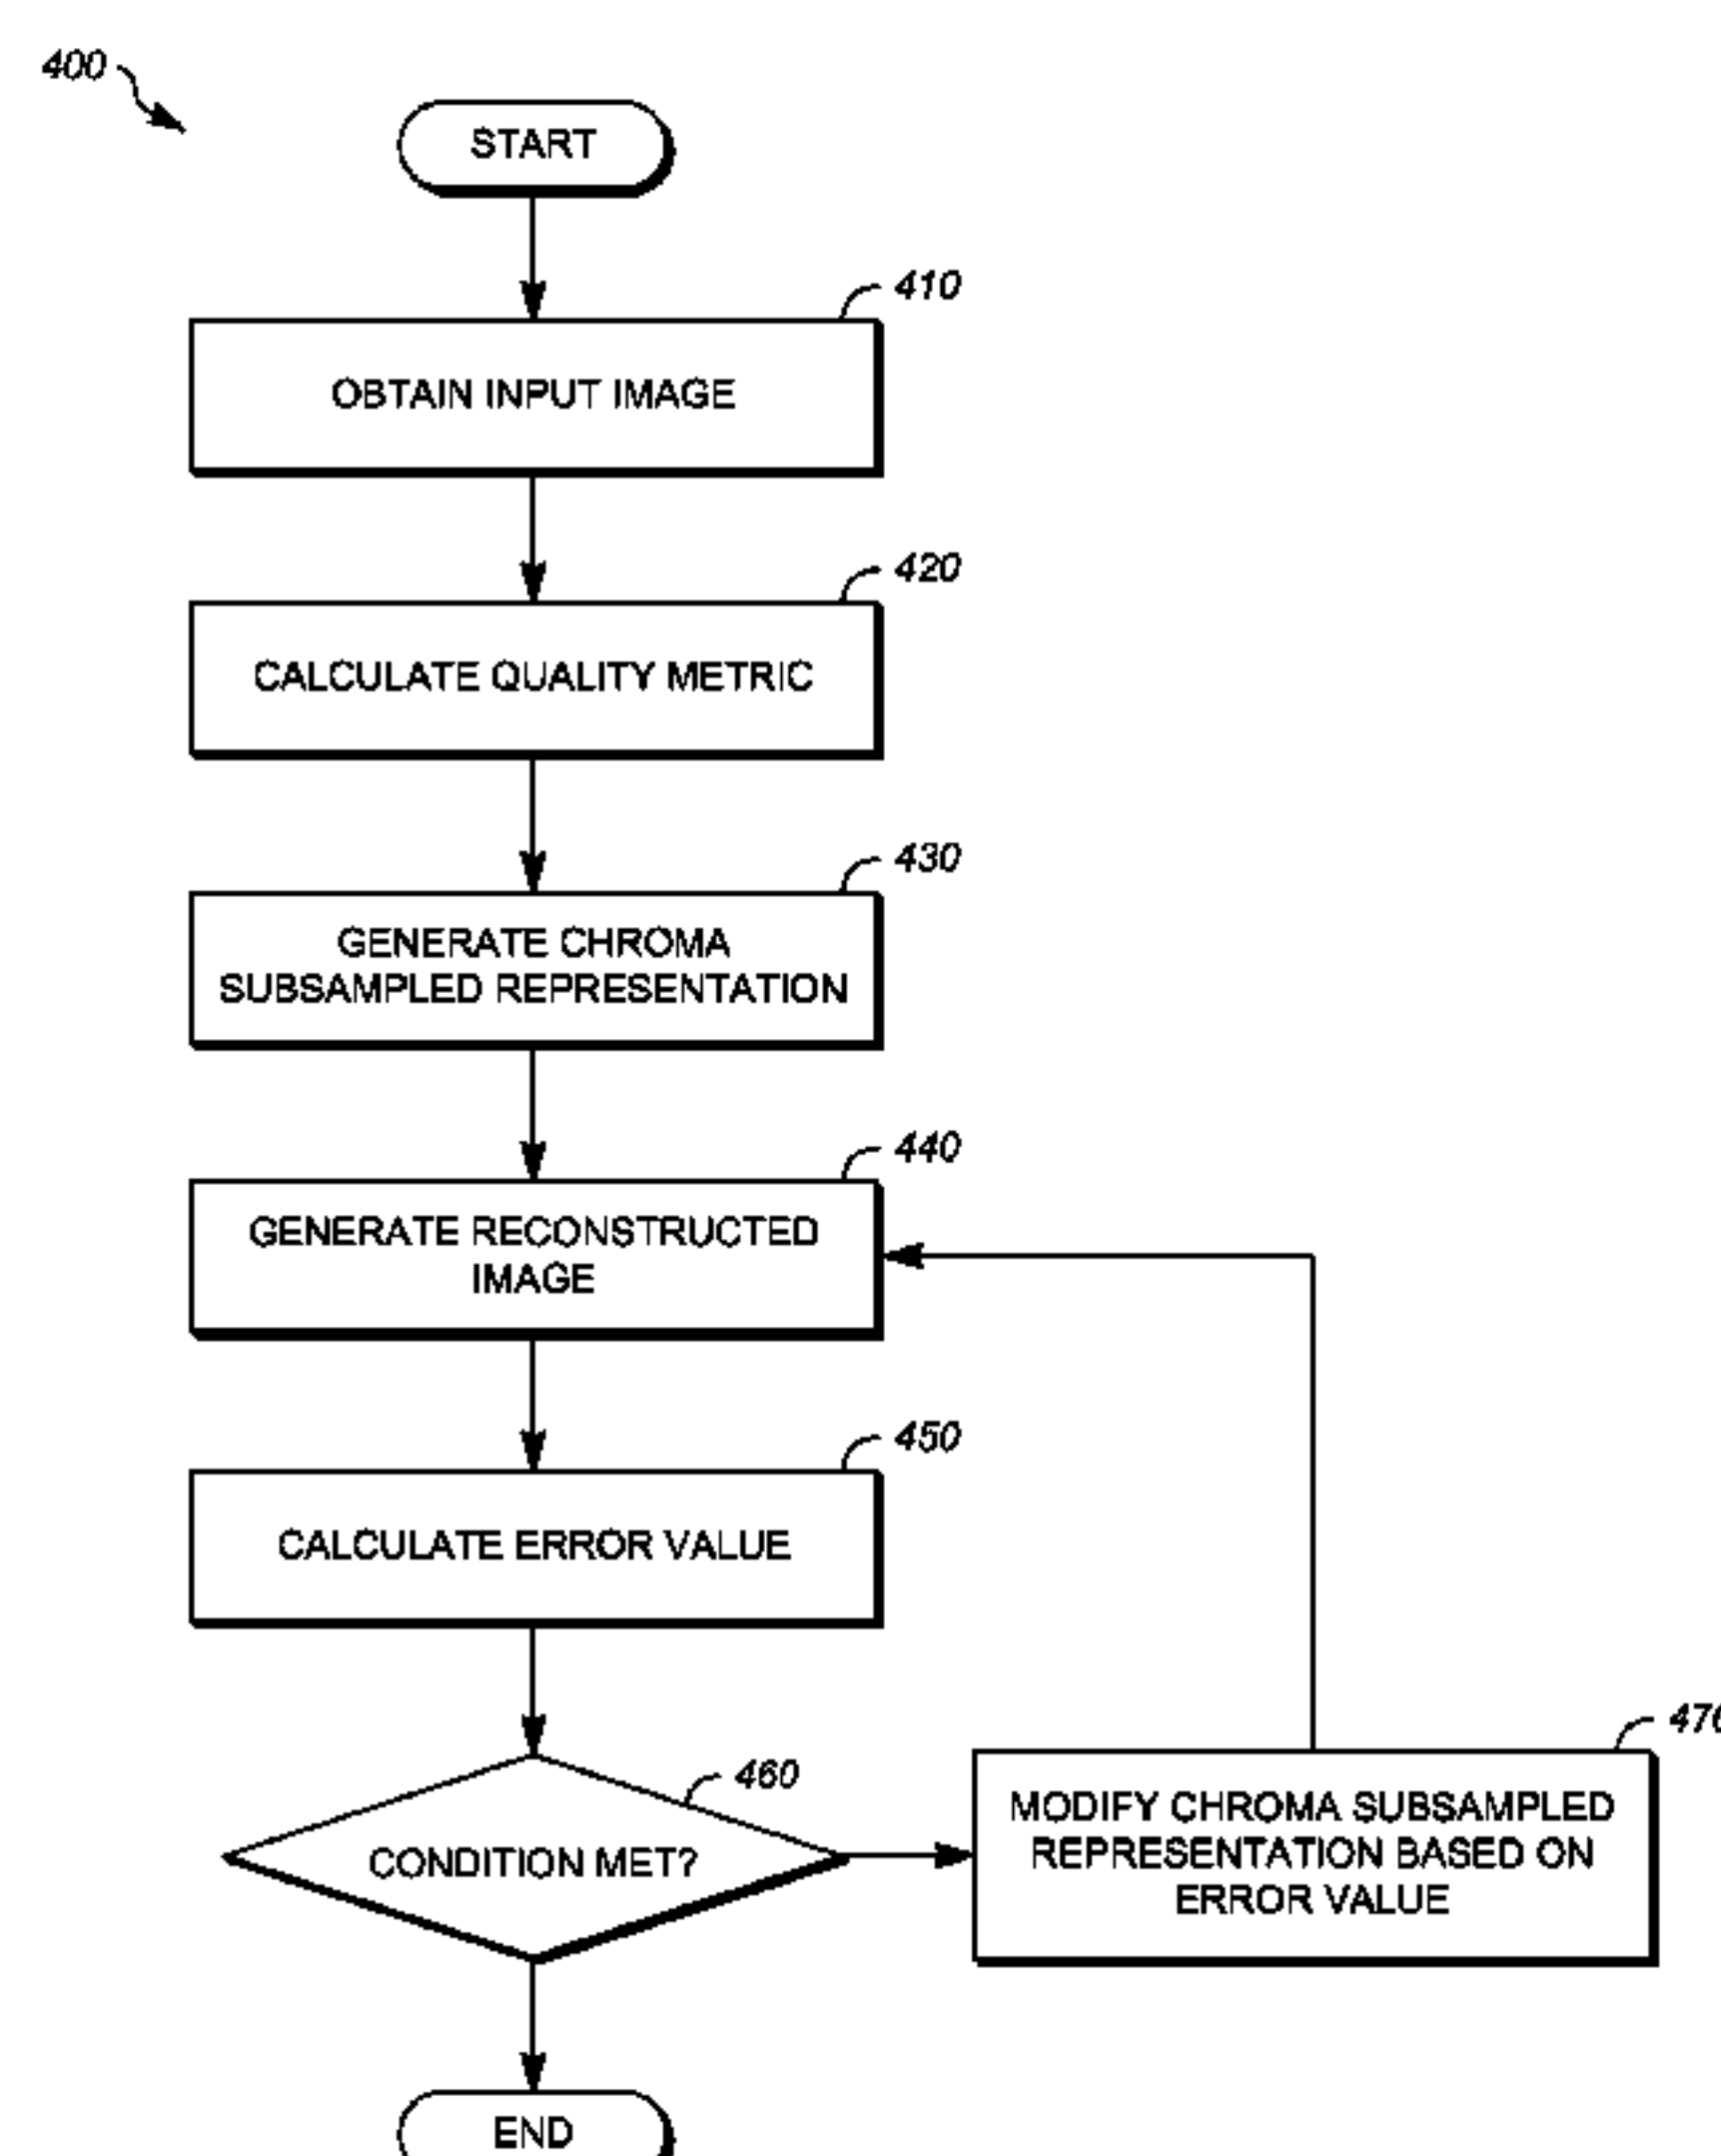 400
START
410
OBTAIN INPUT IMAGE
420
CALCULATE QUALITY METRIC
430
GENERATE CHROMA
SUBSAMPLED REPRESENTATION
440
GENERATE RECONSTRUCTED
IMAGE
450
CALCULATE ERROR VALUE
460
CONDITION MET?
MODIFY CHROMA SUBSAMPLED
REPRESENTATION BASED ON
ERROR VALUE
END